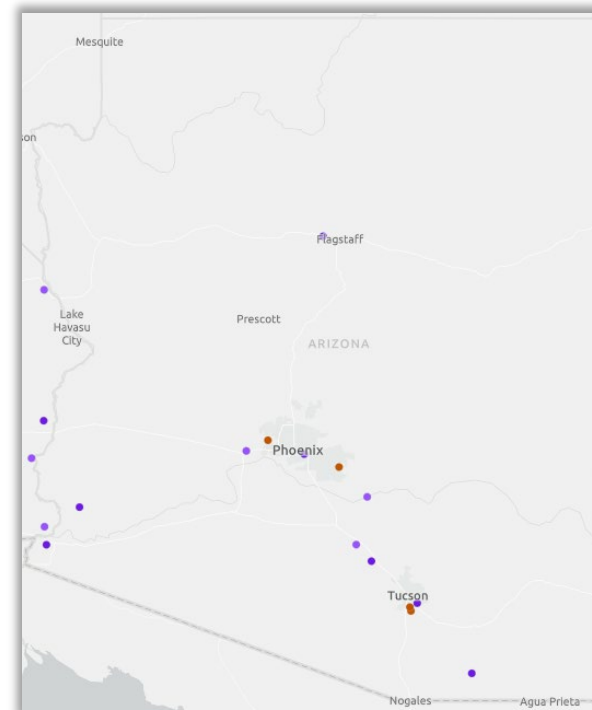 Mesquite
son
Flagstaff
Lake
Havasu
City
Prescott
ARIZONA
Phoenix
Tucson
Nogales
Agua Prieta